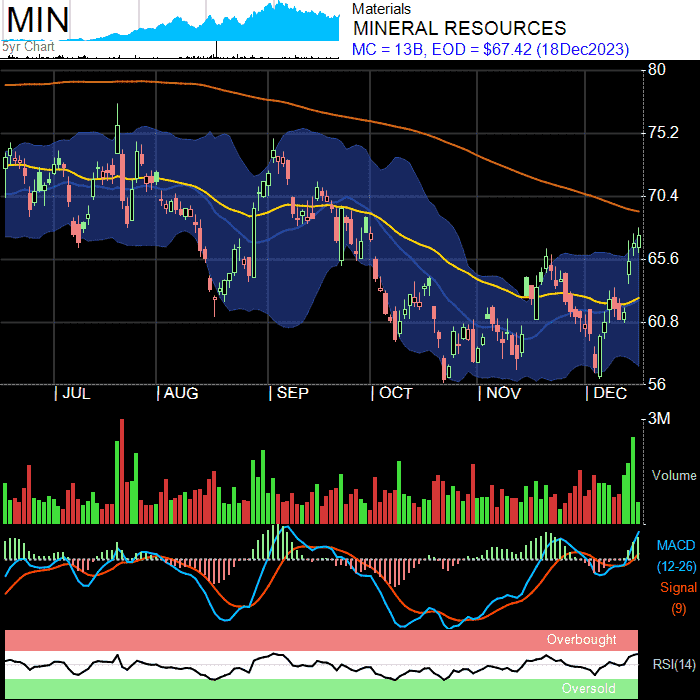 MIN
5yr Chart
Materials
MINERAL RESOURCES
MC = 13B, EOD = $67.42 (18Dec2023)
80
75.2
70.4
65.6
60.8
56
| JUL | AUG | SEP | OCT | NOV | DEC
3M
Volume
MACD
(12-26)
Signal
(9)
Overbought
RSI(14)
Oversold